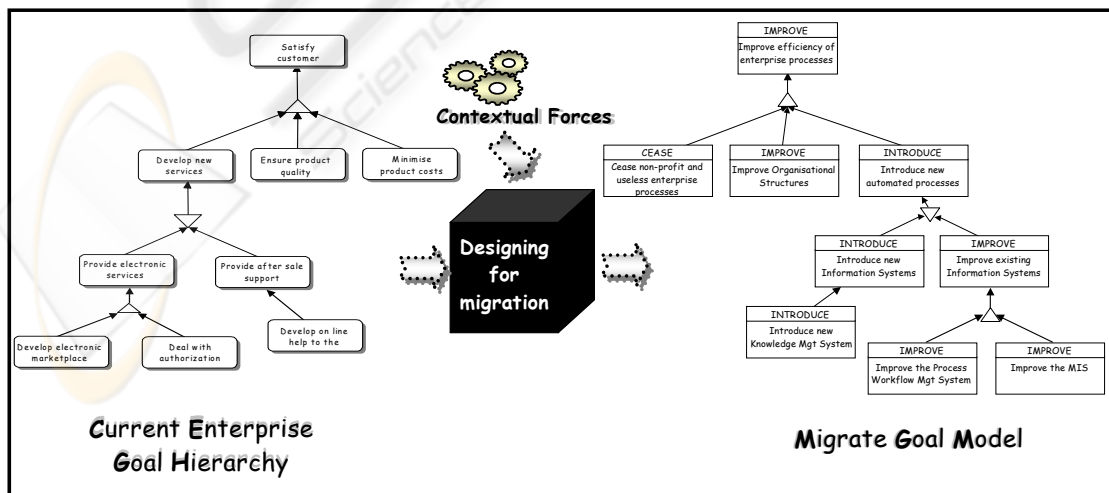 Satisfy
customer
Develop new
services
Ensure product
quality
Minimise
product costs
Provide electronic
services
Provide after sale
support
Develop electronic
marketplace
Deal with
authorization
Develop on line
help to the
Current Enterprise
Goal Hierarchy
Contextual Forces
Designing
for
migration
IMPROVE
Improve efficiency of
enterprise processes
CEASE
Cease non-profit and
useless enterprise
processes
IMPROVE
Improve Organisational
Structures
INTRODUCE
Introduce new
automated processes
INTRODUCE
Introduce new
Information Systems
IMPROVE
Improve existing
Information Systems
INTRODUCE
Introduce new
Knowledge Mgt System
IMPROVE
Improve the Process
Workflow Mgt System
IMPROVE
Improve the MIS
Migrate Goal Model